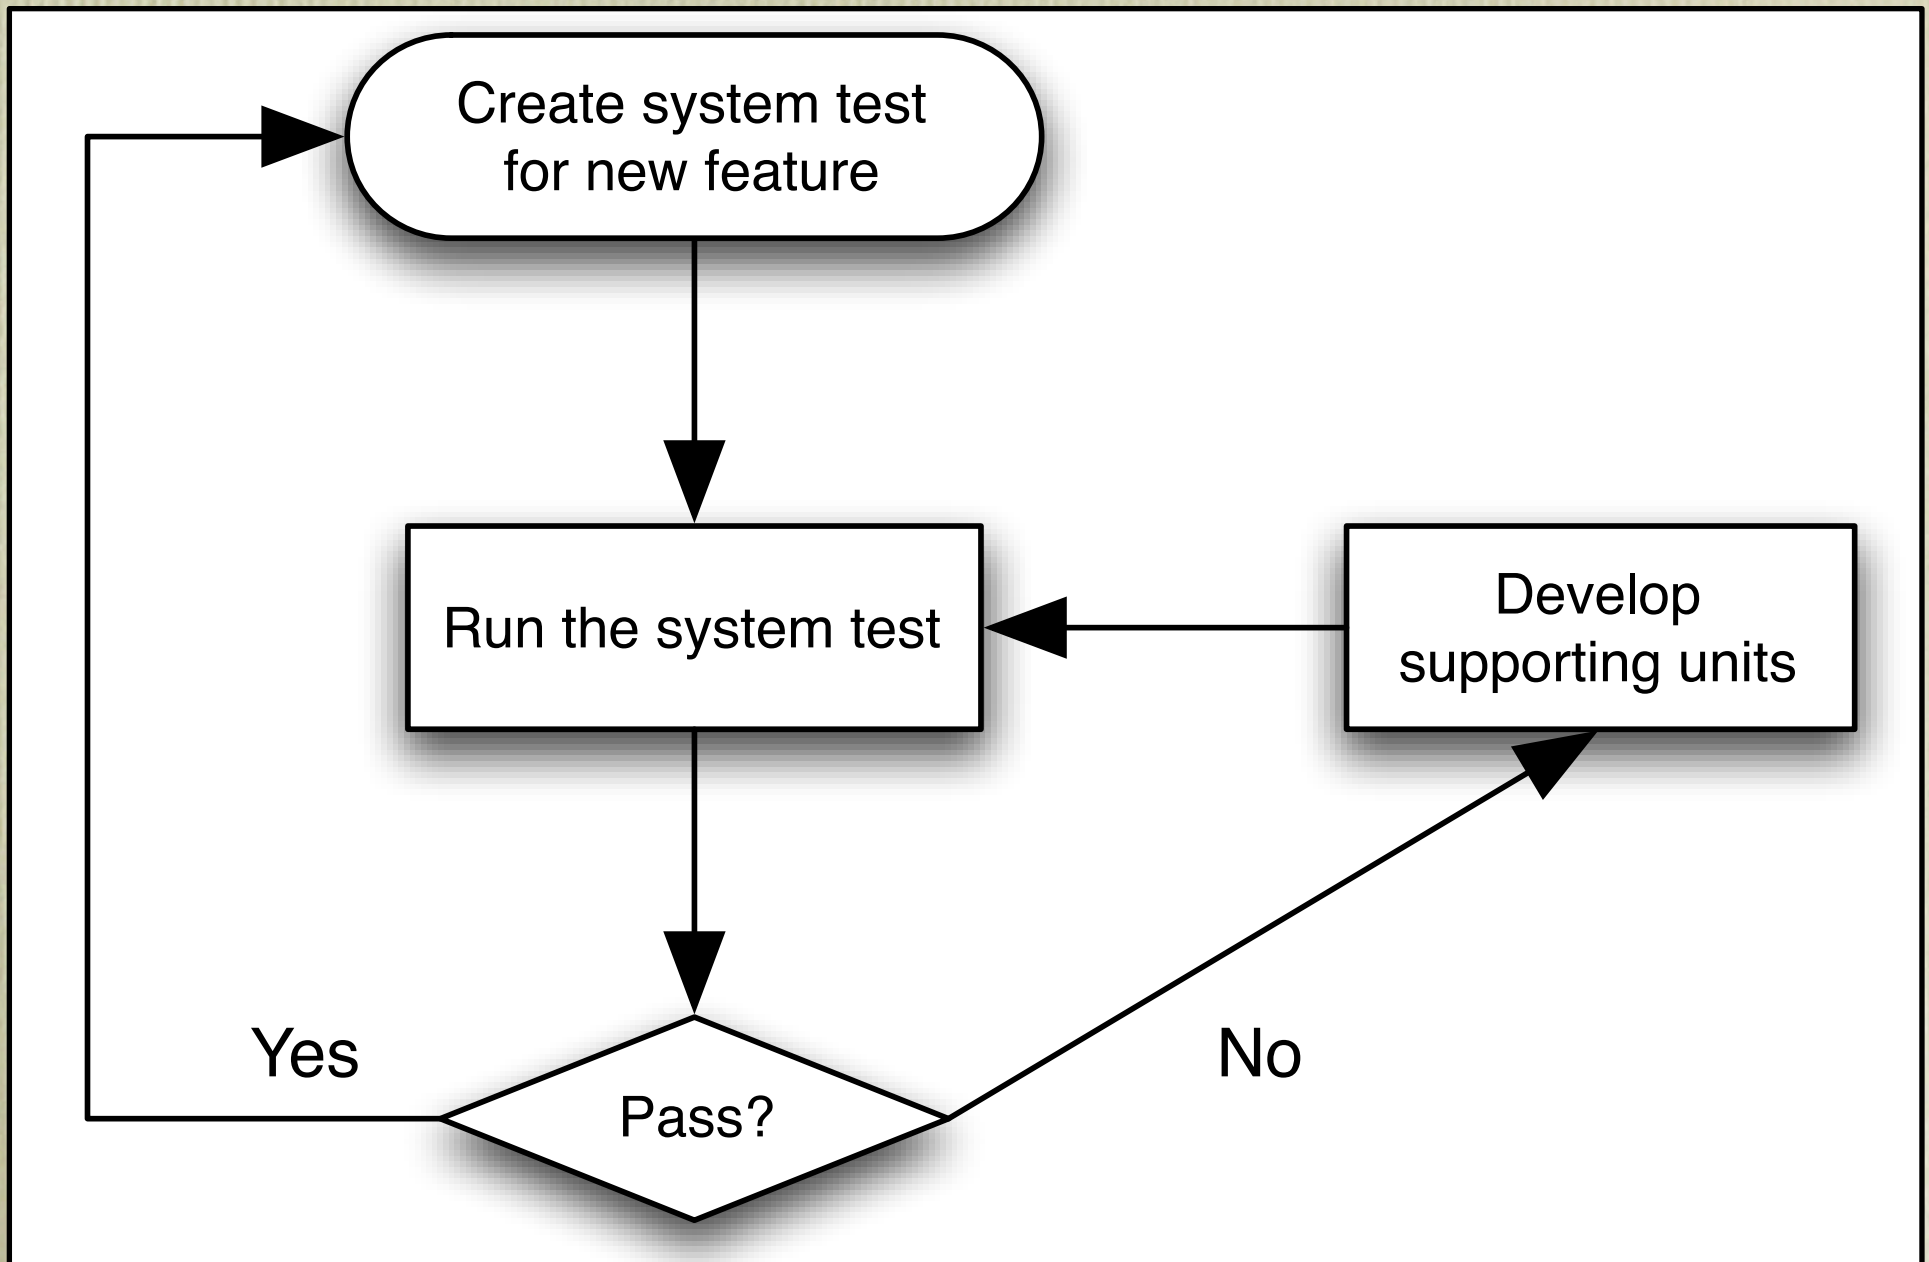 Create system test
for new feature
Run the system test
Develop
supporting units
Yes
No
Pass?